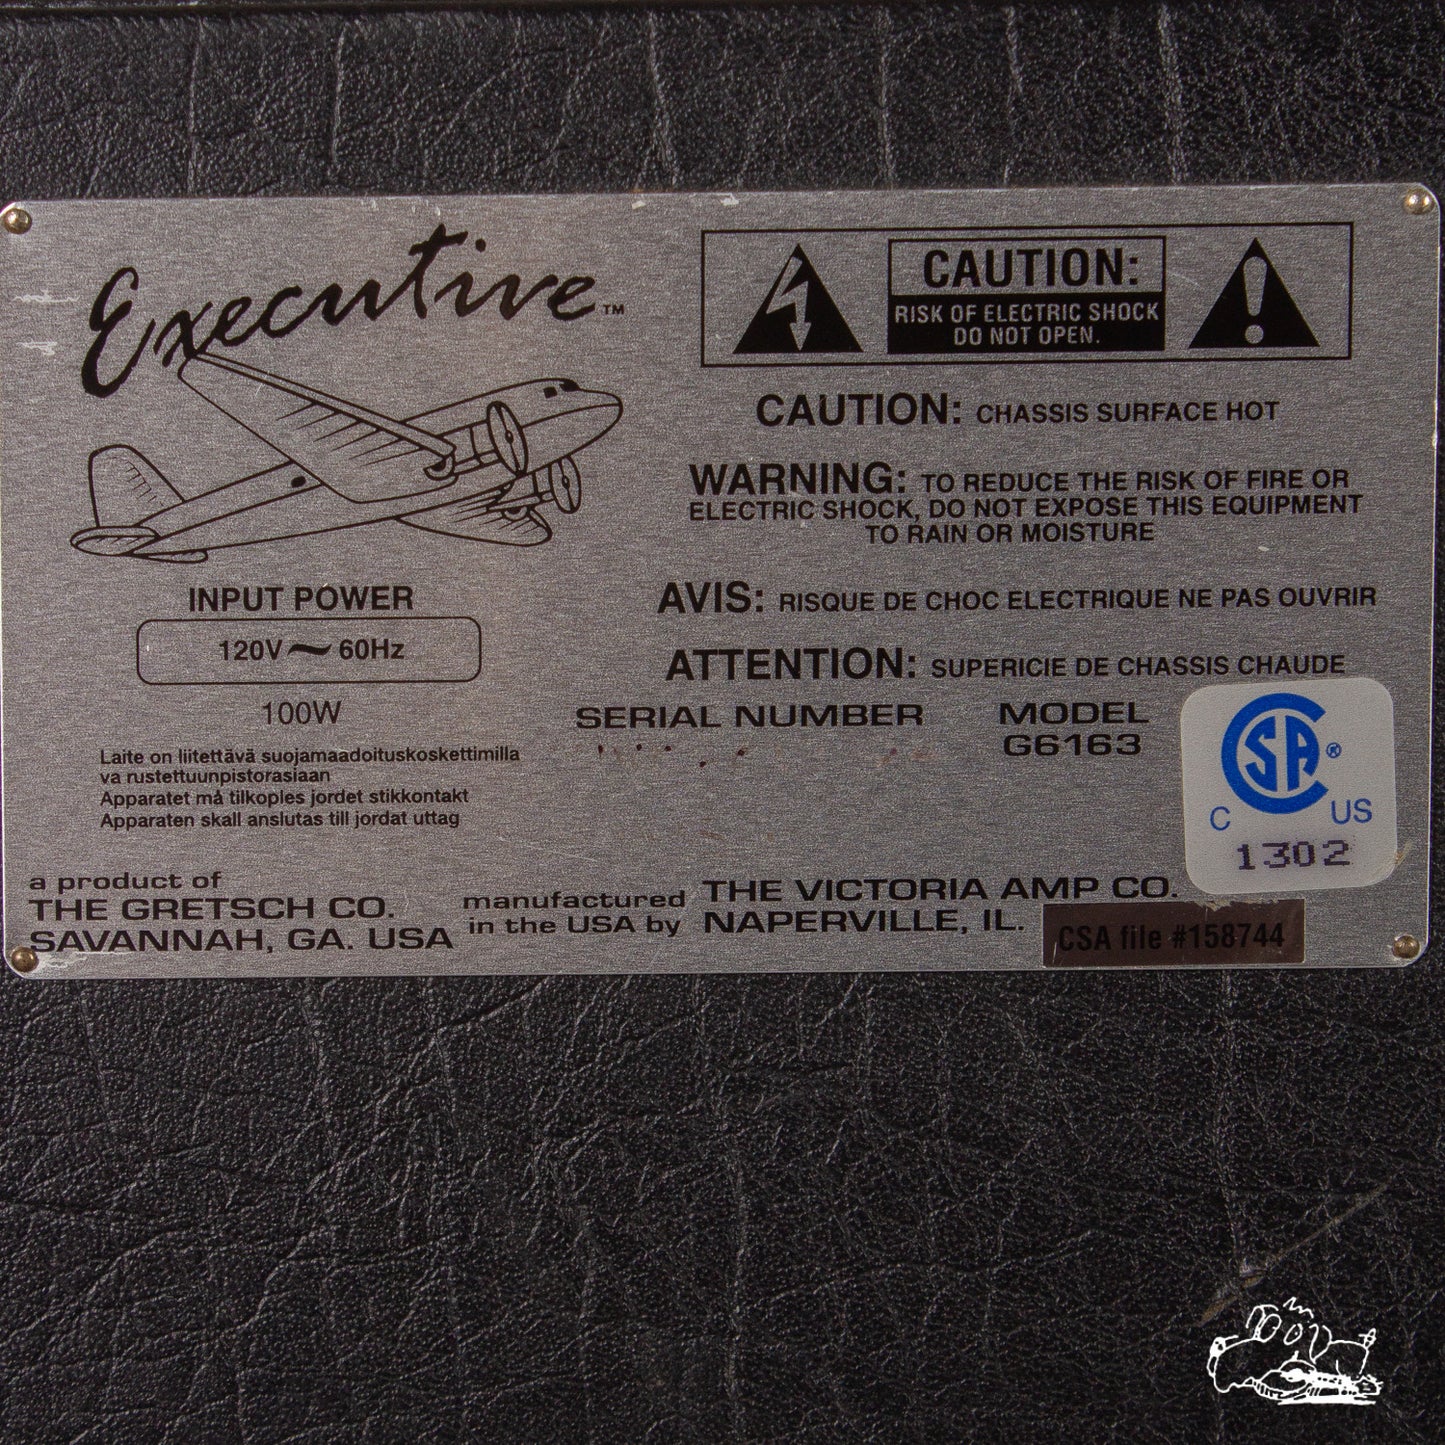 Executive™
CAUTION:
RISK OF ELECTRIC SHOCK
DO NOT OPEN.
CAUTION: CHASSIS SURFACE HOT
WARNING: TO REDUCE THE RISK OF FIRE OR
ELECTRIC SHOCK, DO NOT EXPOSE THIS EQUIPMENT
TO RAIN OR MOISTURE
INPUT POWER
120V~60Hz
100W
AVIS: RISQUE DE CHOC ELECTRIQUE NE PAS OUVRIR
ATTENTION: SUPERICIE DE CHASSIS CHAUDE
SERIAL NUMBER
MODEL
G6163
Laite on liitettävä suojamaadoituskoskettimilla
va rustettuunpistorasiaan
Apparatet må tilkoples jordet stikkontakt
Apparaten skall anslutas till jordat uttag
CSA®
C US
1302
a product of
THE GRETSCH CO.
SAVANNAH, GA. USA
manufactured
in the USA by
THE VICTORIA AMP CO.
NAPERVILLE, IL.
CSA file #158744